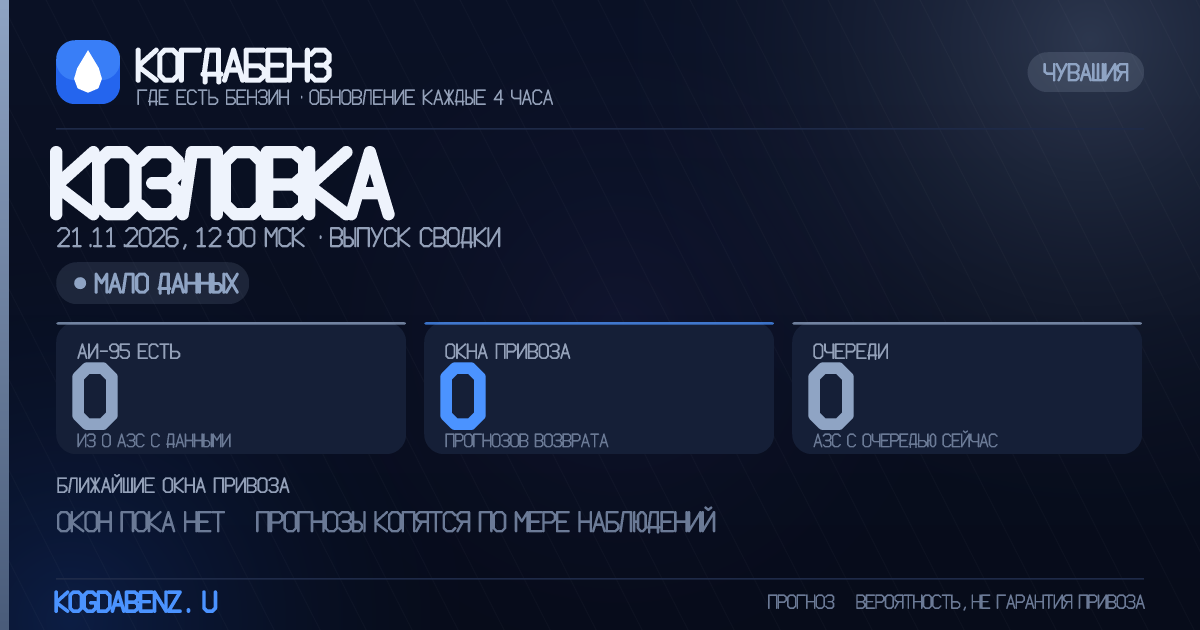 КОГДАБЕНЗ
ГДЕ ЕСТЬ БЕНЗИН · ОБНОВЛЕНИЕ КАЖДЫЕ 4 ЧАСА
ЧУВАШИЯ
КОЗЛОВКА
21.11.2026, 12:00 МСК · ВЫПУСК СВОДКИ
МАЛО ДАННЫХ
АИ-95 ЕСТЬ
0
ИЗ 0 АЗС С ДАННЫМИ
ОКНА ПРИВОЗА
0
ПРОГНОЗОВ ВОЗВРАТА
ОЧЕРЕДИ
0
АЗС С ОЧЕРЕДЬЮ СЕЙЧАС
БЛИЖАЙШИЕ ОКНА ПРИВОЗА
ОКОН ПОКА НЕТ ПРОГНОЗЫ КОПЯТСЯ ПО МЕРЕ НАБЛЮДЕНИЙ
KOGDABENZ. U
ПРОГНОЗ ВЕРОЯТНОСТЬ, НЕ ГАРАНТИЯ ПРИВОЗА